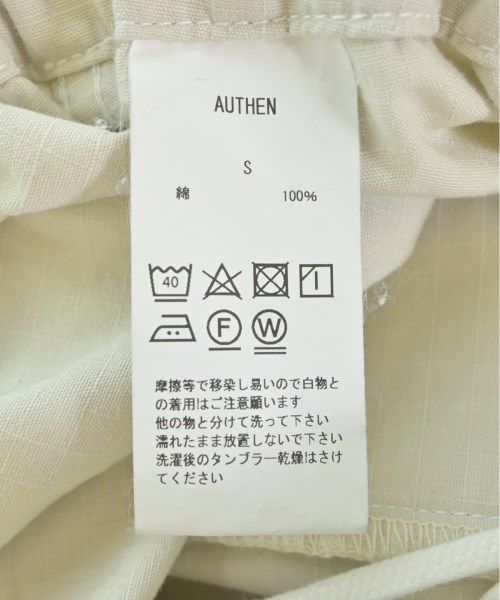 AUTHEN
S
綿 100%
40
F W
摩擦等で移染し易いので白物と
の着用はご注意願います
他の物と分けて洗って下さい
濡れたまま放置しないで下さい
洗濯後のタンブラー乾燥はさけ
てください